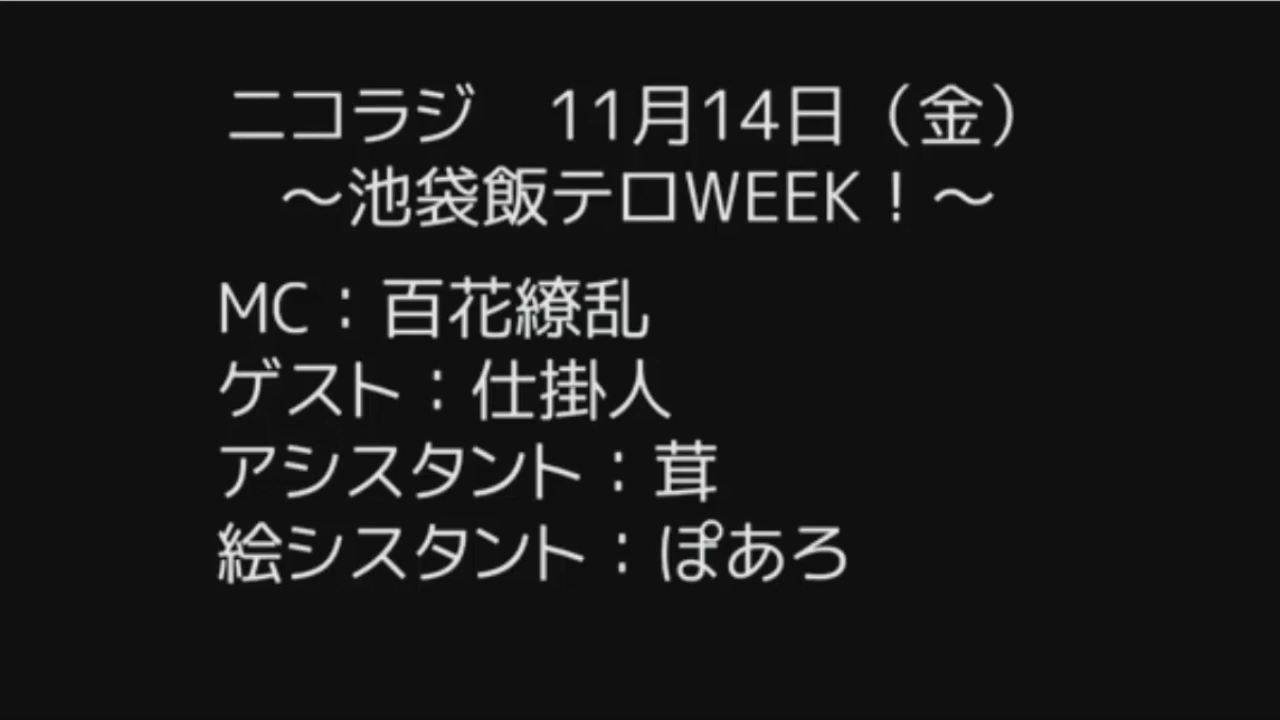 ニコラジ　11月14日（金）
～池袋飯テロWEEK！～
MC：百花繚乱
ゲスト：仕掛人
アシスタント：茸
絵シスタント：ぽあろ